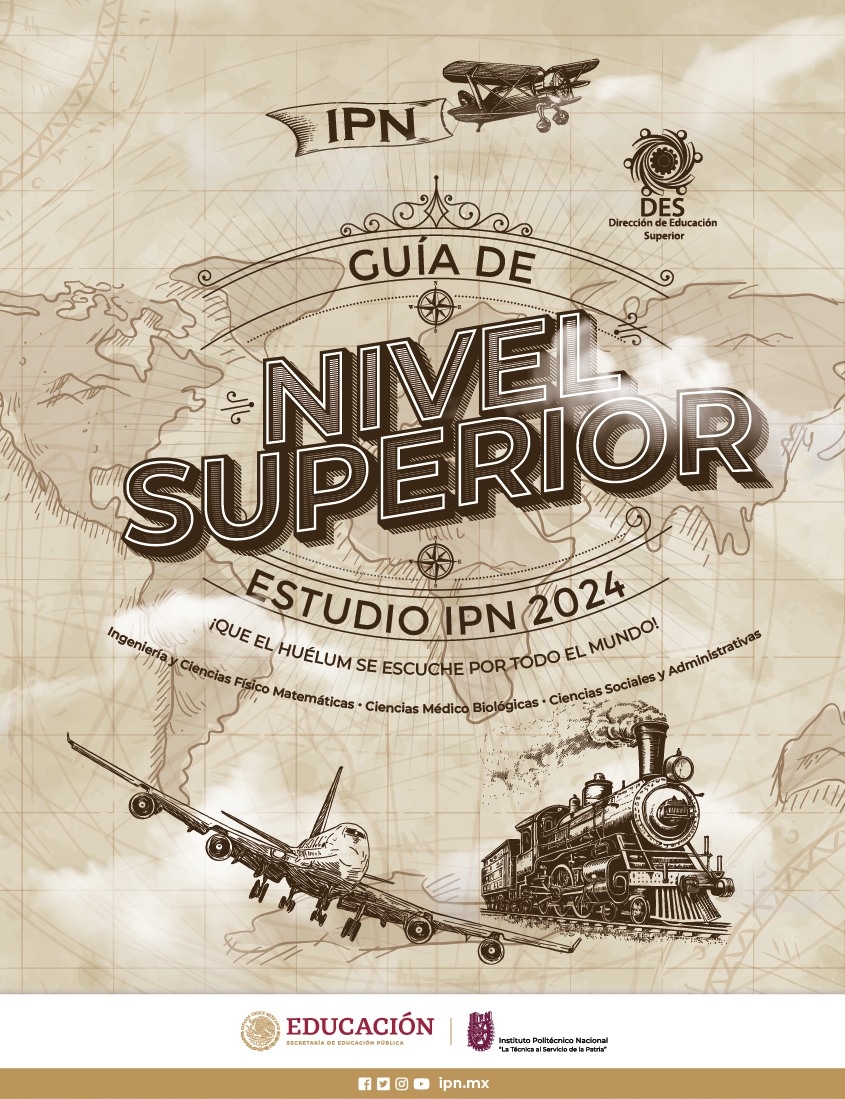 IPN
DES
Dirección de Educación
Superior
GUÍA DE
NIVEL
SUPERIOR
ESTUDIO IPN 2024
¡QUE EL HUÉLUM SE ESCUCHE POR TODO EL MUNDO!
Ingeniería y Ciencias Físico Matemáticas • Ciencias Médico Biológicas • Ciencias Sociales y Administrativas
EDUCACIÓN
SECRETARÍA DE EDUCACIÓN PÚBLICA
Instituto Politécnico Nacional
"La Técnica al Servicio de la Patria"
ipn.mx